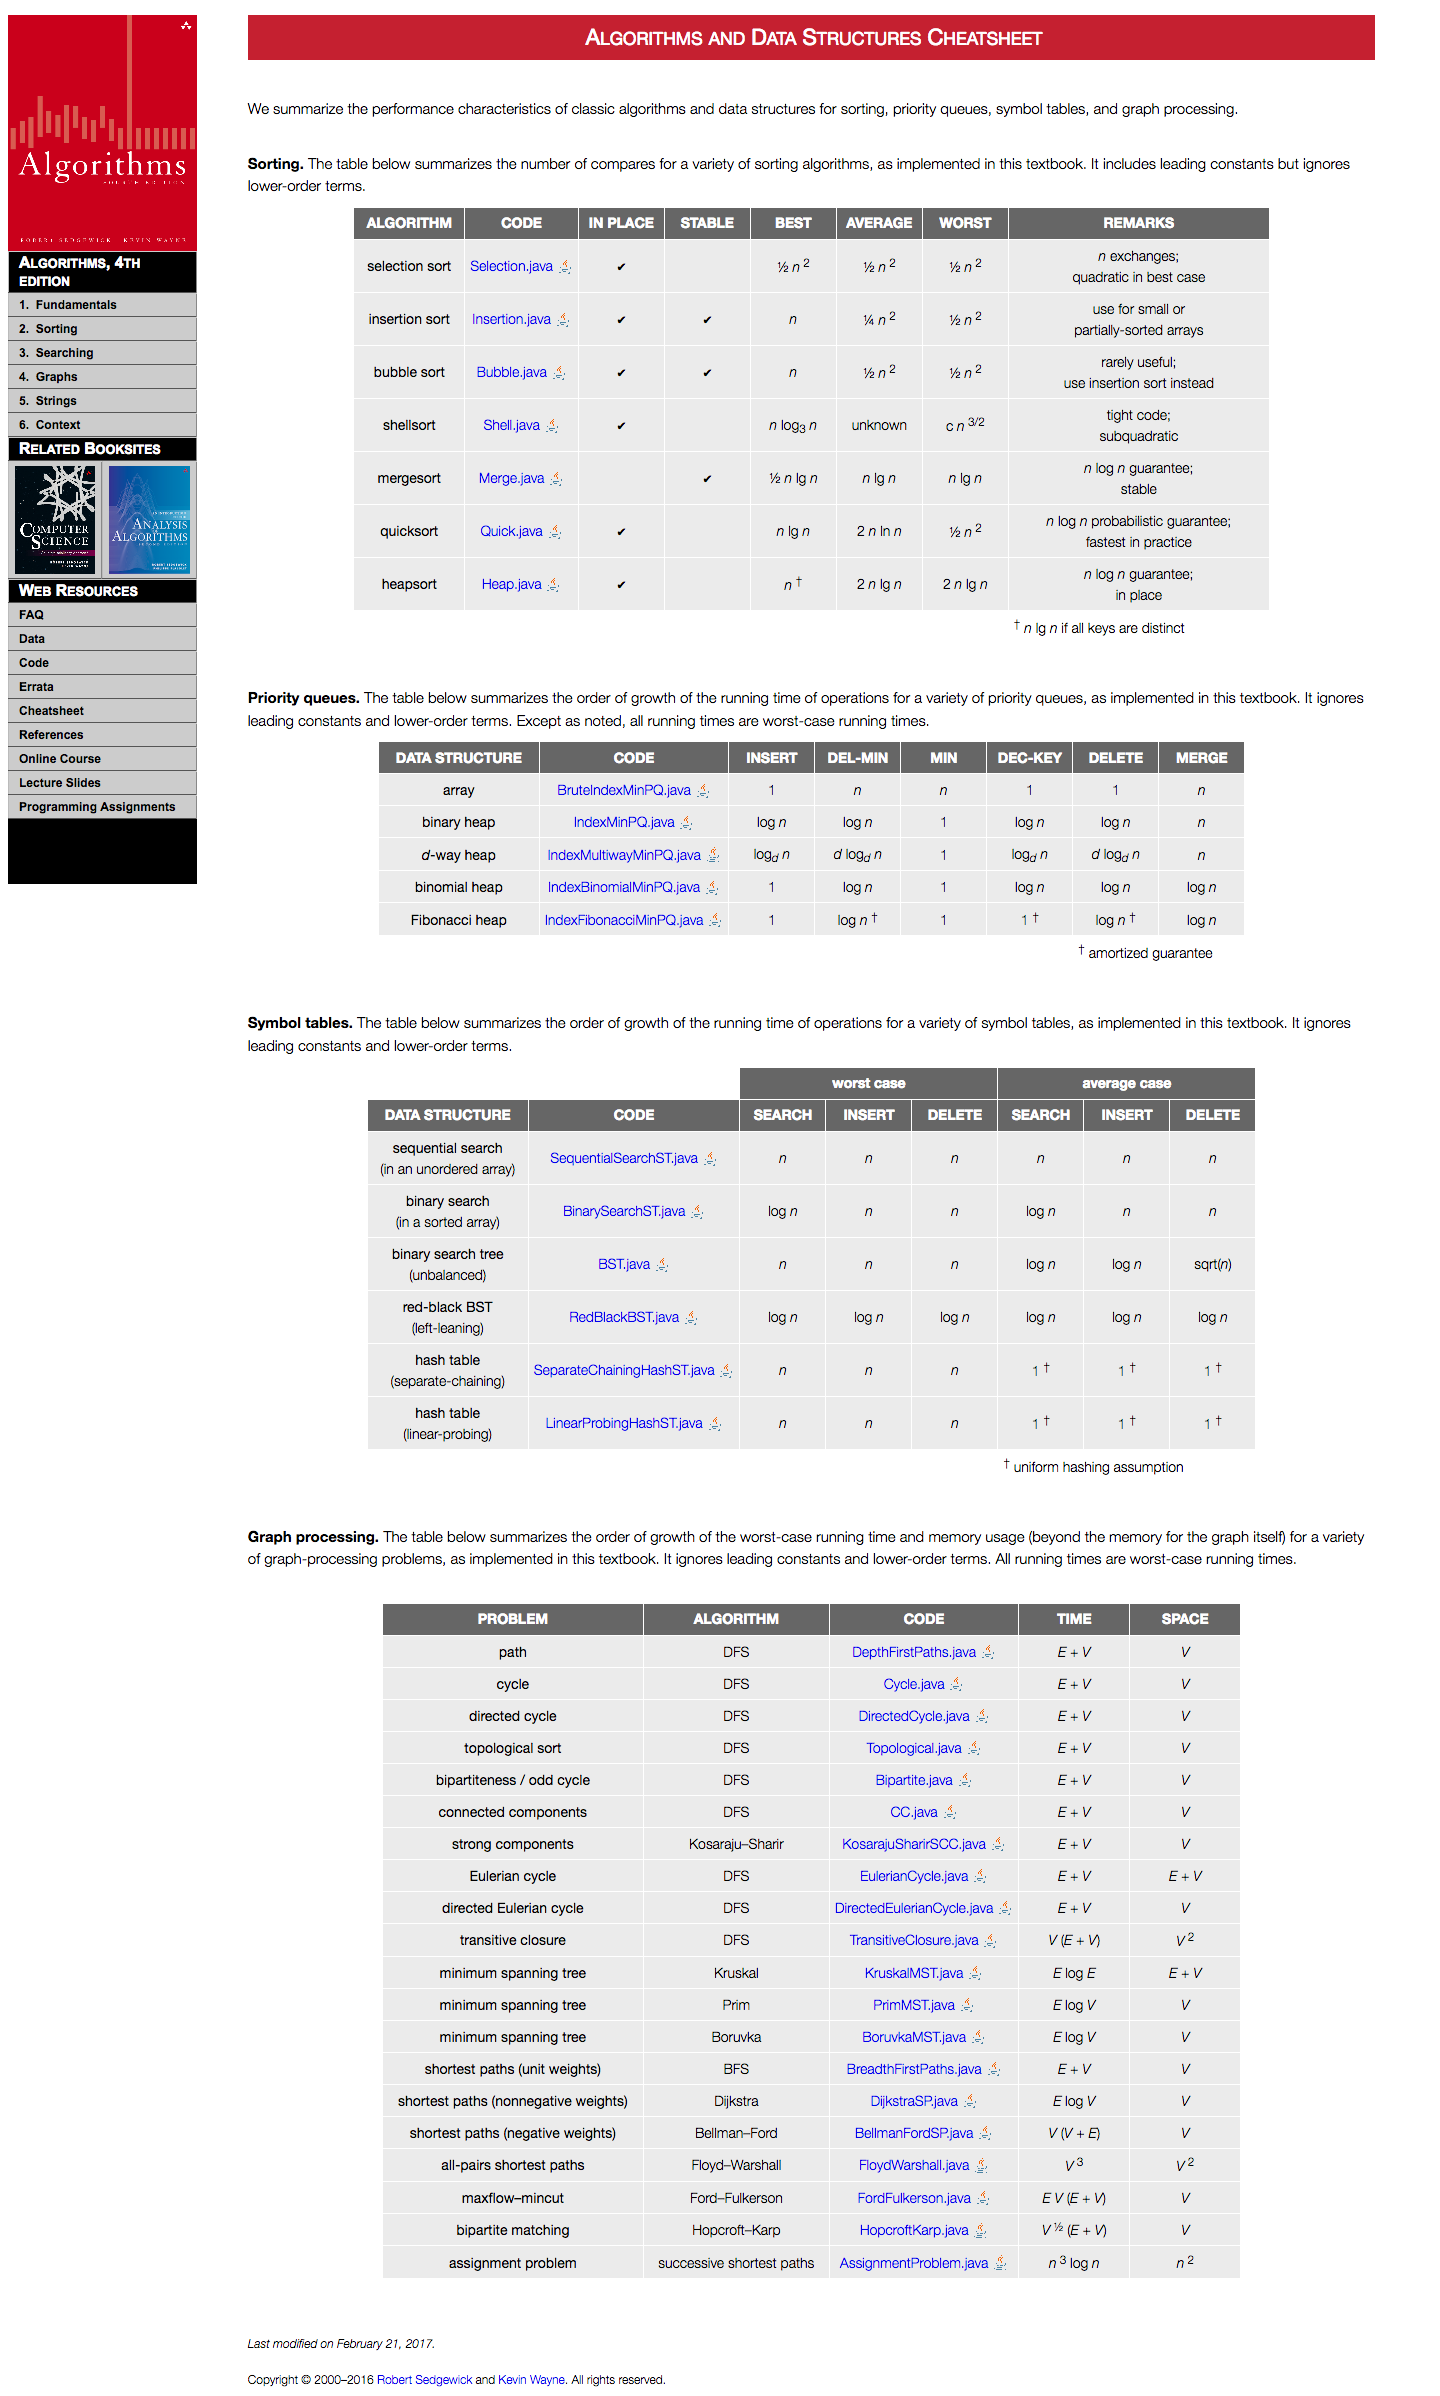 Algorithms
FOURTH EDITION
ROBERT SEDGEWICK KEVIN WAYNE
ALGORITHMS, 4TH
EDITION
1. Fundamentals
2. Sorting
3. Searching
4. Graphs
5. Strings
6. Context
RELATED BOOKSITES
COMPUTER
SCIENCE
ANALYSIS
ALGORITHMS
WEB RESOURCES
FAQ
Data
Code
Errata
Cheatsheet
References
Online Course
Lecture Slides
Programming Assignments
ALGORITHMS AND DATA STRUCTURES CHEATSHEET
We summarize the performance characteristics of classic algorithms and data structures for sorting, priority queues, symbol tables, and graph processing.
Sorting. The table below summarizes the number of compares for a variety of sorting algorithms, as implemented in this textbook. It includes leading constants but ignores
lower-order terms.
ALGORITHM CODE IN PLACE STABLE BEST AVERAGE WORST REMARKS
selection sort Selection.java ✔ ½ n 2 ½ n 2 ½ n 2 n exchanges;
quadratic in best case
insertion sort Insertion.java ✔ ✔ n ¼ n 2 ½ n 2 use for small or
partially-sorted arrays
bubble sort Bubble.java ✔ ✔ n ½ n 2 ½ n 2 rarely useful;
use insertion sort instead
shellsort Shell.java ✔ n log3 n unknown c n 3/2 tight code;
subquadratic
mergesort Merge.java ✔ ½ n lg n n lg n n lg n n log n guarantee;
stable
quicksort Quick.java ✔ n lg n 2 n ln n ½ n 2 n log n probabilistic guarantee;
fastest in practice
heapsort Heap.java ✔ n † 2 n lg n 2 n lg n n log n guarantee;
in place
† n lg n if all keys are distinct
Priority queues. The table below summarizes the order of growth of the running time of operations for a variety of priority queues, as implemented in this textbook. It ignores
leading constants and lower-order terms. Except as noted, all running times are worst-case running times.
DATA STRUCTURE CODE INSERT DEL-MIN MIN DEC-KEY DELETE MERGE
array BruteIndexMinPQ.java 1 n n 1 1 n
binary heap IndexMinPQ.java log n log n 1 log n log n n
d-way heap IndexMultiwayMinPQ.java logd n d logd n 1 logd n d logd n n
binomial heap IndexBinomialMinPQ.java 1 log n 1 log n log n log n
Fibonacci heap IndexFibonacciMinPQ.java 1 log n † 1 1 † log n † log n
† amortized guarantee
Symbol tables. The table below summarizes the order of growth of the running time of operations for a variety of symbol tables, as implemented in this textbook. It ignores
leading constants and lower-order terms.
worst case average case
DATA STRUCTURE CODE SEARCH INSERT DELETE SEARCH INSERT DELETE
sequential search
(in an unordered array) SequentialSearchST.java n n n n n n
binary search
(in a sorted array) BinarySearchST.java log n n n log n n n
binary search tree
(unbalanced) BST.java n n n log n log n sqrt(n)
red-black BST
(left-leaning) RedBlackBST.java log n log n log n log n log n log n
hash table
(separate-chaining) SeparateChainingHashST.java n n n 1 † 1 † 1 †
hash table
(linear-probing) LinearProbingHashST.java n n n 1 † 1 † 1 †
† uniform hashing assumption
Graph processing. The table below summarizes the order of growth of the worst-case running time and memory usage (beyond the memory for the graph itself) for a variety
of graph-processing problems, as implemented in this textbook. It ignores leading constants and lower-order terms. All running times are worst-case running times.
PROBLEM ALGORITHM CODE TIME SPACE
path DFS DepthFirstPaths.java E + V V
cycle DFS Cycle.java E + V V
directed cycle DFS DirectedCycle.java E + V V
topological sort DFS Topological.java E + V V
bipartiteness / odd cycle DFS Bipartite.java E + V V
connected components DFS CC.java E + V V
strong components Kosaraju–Sharir KosarajuSharirSCC.java E + V V
Eulerian cycle DFS EulerianCycle.java E + V E + V
directed Eulerian cycle DFS DirectedEulerianCycle.java E + V V
transitive closure DFS TransitiveClosure.java V (E + V) V 2
minimum spanning tree Kruskal KruskalMST.java E log E E + V
minimum spanning tree Prim PrimMST.java E log V V
minimum spanning tree Boruvka BoruvkaMST.java E log V V
shortest paths (unit weights) BFS BreadthFirstPaths.java E + V V
shortest paths (nonnegative weights) Dijkstra DijkstraSP.java E log V V
shortest paths (negative weights) Bellman–Ford BellmanFordSP.java V (V + E) V
all-pairs shortest paths Floyd–Warshall FloydWarshall.java V 3 V 2
maxflow–mincut Ford–Fulkerson FordFulkerson.java E V (E + V) V
bipartite matching Hopcroft–Karp HopcroftKarp.java V ½ (E + V) V
assignment problem successive shortest paths AssignmentProblem.java n 3 log n n 2
Last modified on February 21, 2017.
Copyright © 2000–2016 Robert Sedgewick and Kevin Wayne. All rights reserved.